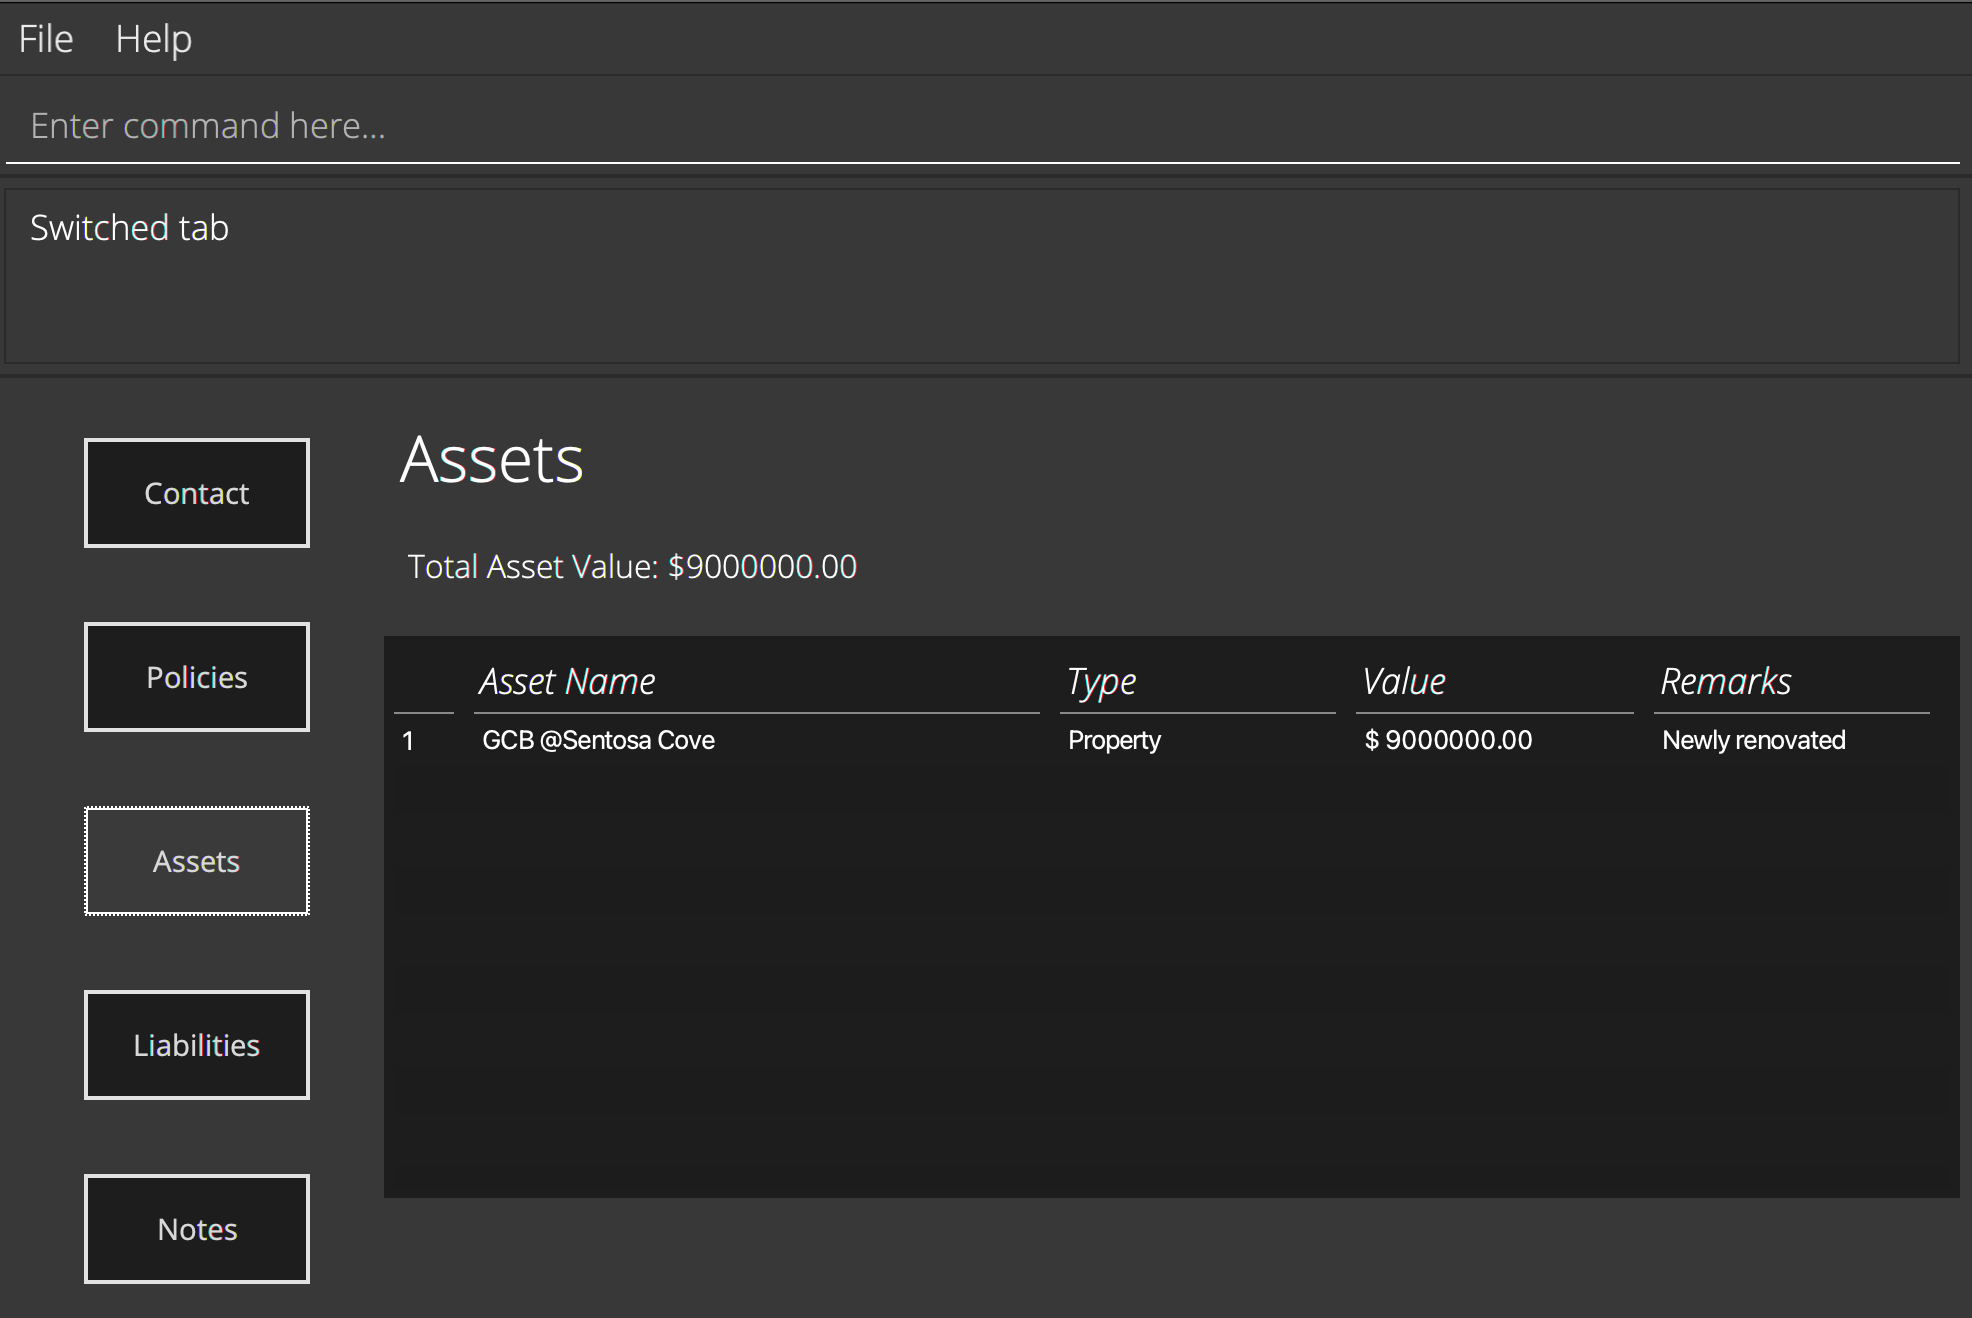 File Help
Enter command here...
Switched tab
Contact
Policies
Assets
Liabilities
Notes
Assets
Total Asset Value: $9000000.00
Asset Name Type Value Remarks
1 GCB @Sentosa Cove Property $ 9000000.00 Newly renovated